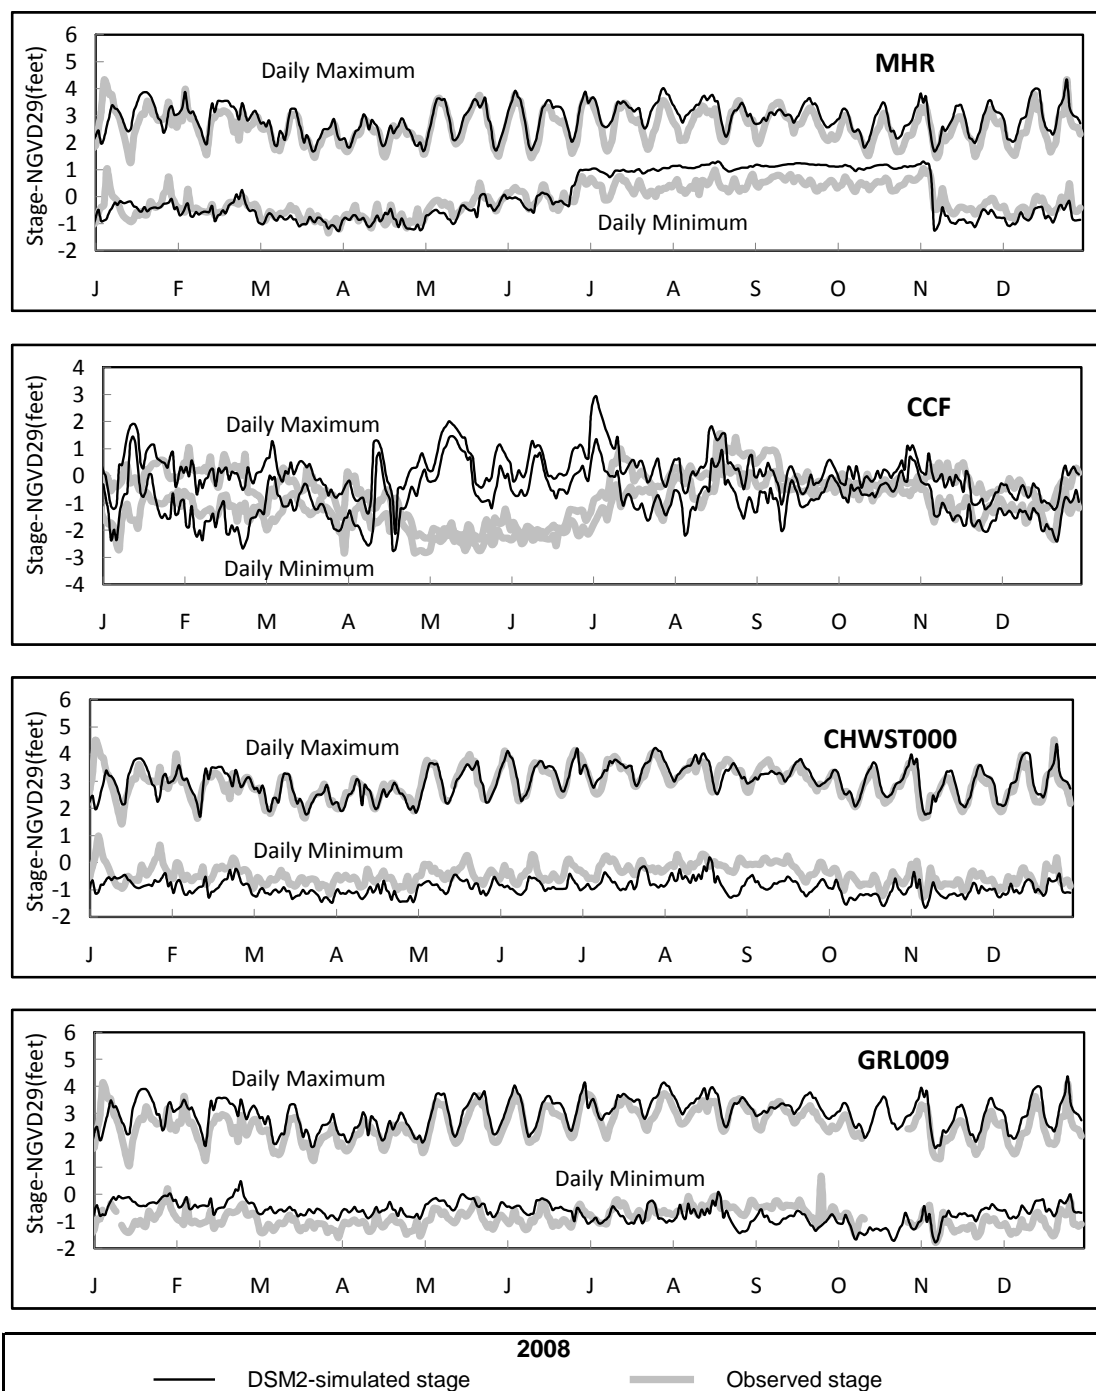 Stage-NGVD29(feet)
6
5
4
3
2
1
0
-1
-2
Daily Maximum
MHR
Daily Minimum
J F M A M J J A S O N D
Stage-NGVD29(feet)
4
3
2
1
0
-1
-2
-3
-4
Daily Maximum
CCF
Daily Minimum
J F M A M J J A S O N D
Stage-NGVD29(feet)
6
5
4
3
2
1
0
-1
-2
Daily Maximum
CHWST000
Daily Minimum
J F M A M J J A S O N D
Stage-NGVD29(feet)
6
5
4
3
2
1
0
-1
-2
Daily Maximum
GRL009
Daily Minimum
J F M A M J J A S O N D
2008
DSM2-simulated stage Observed stage